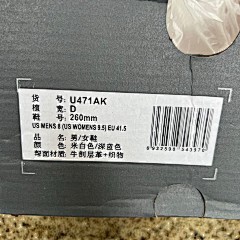 货 号: U471AK
楦 型: D
鞋 号: 260mm
US MENS 8 (US WOMENS 9.5) EU 41.5
品 名: 男/女鞋
颜 色: 米白色/深蓝色
帮面材质: 牛剖层革+织物